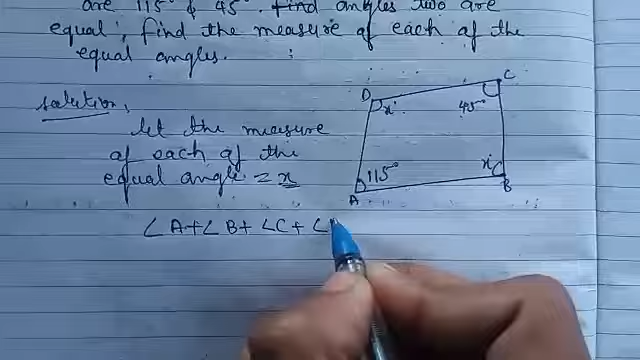 are 115° & 45°. find angles two are
equal, find the measure of each of the
equal angles.
Solution,
let the measure
of each of the
equal angle = x
D
C
x°
45°
115°
x°
A
B
∠A+∠B+∠C+∠